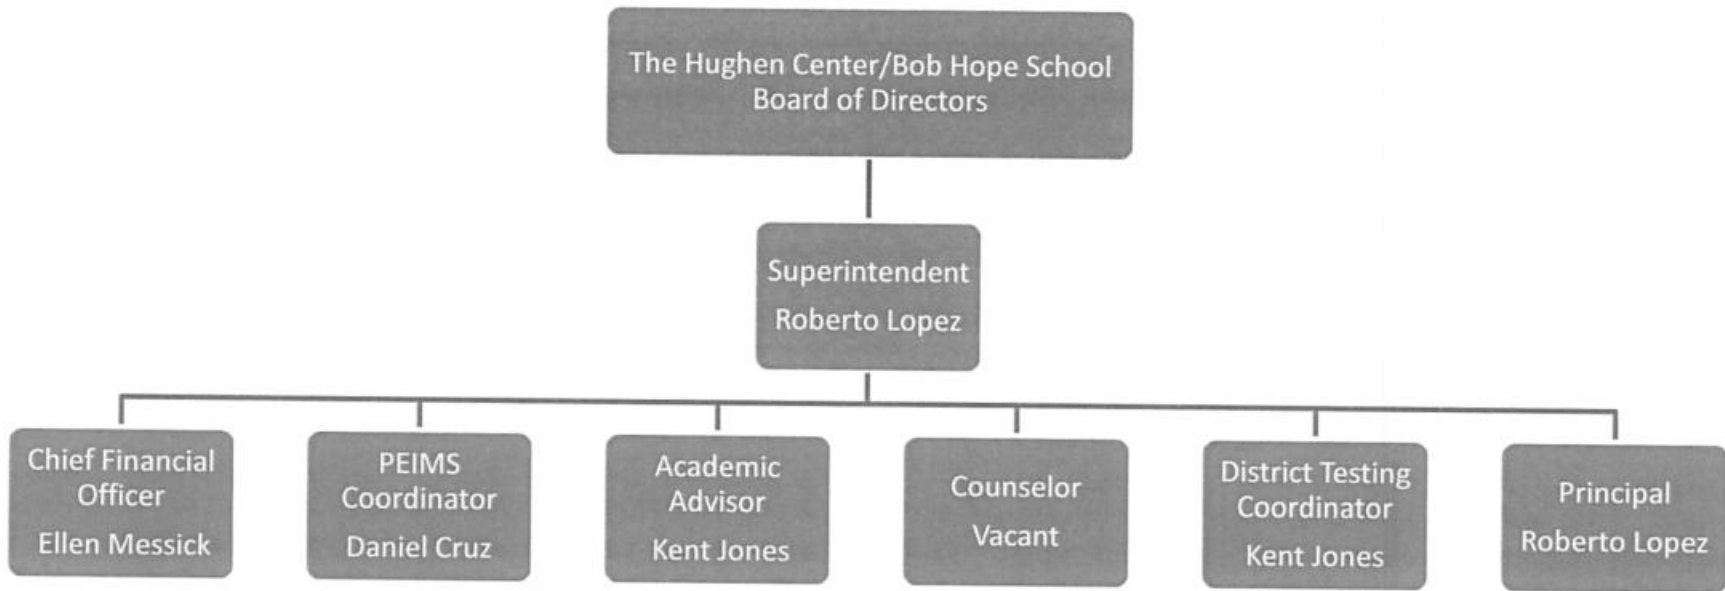 The Hughen Center/Bob Hope School
Board of Directors
Superintendent
Roberto Lopez
Chief Financial
Officer
Ellen Messick
PEIMS
Coordinator
Daniel Cruz
Academic
Advisor
Kent Jones
Counselor
Vacant
District Testing
Coordinator
Kent Jones
Principal
Roberto Lopez